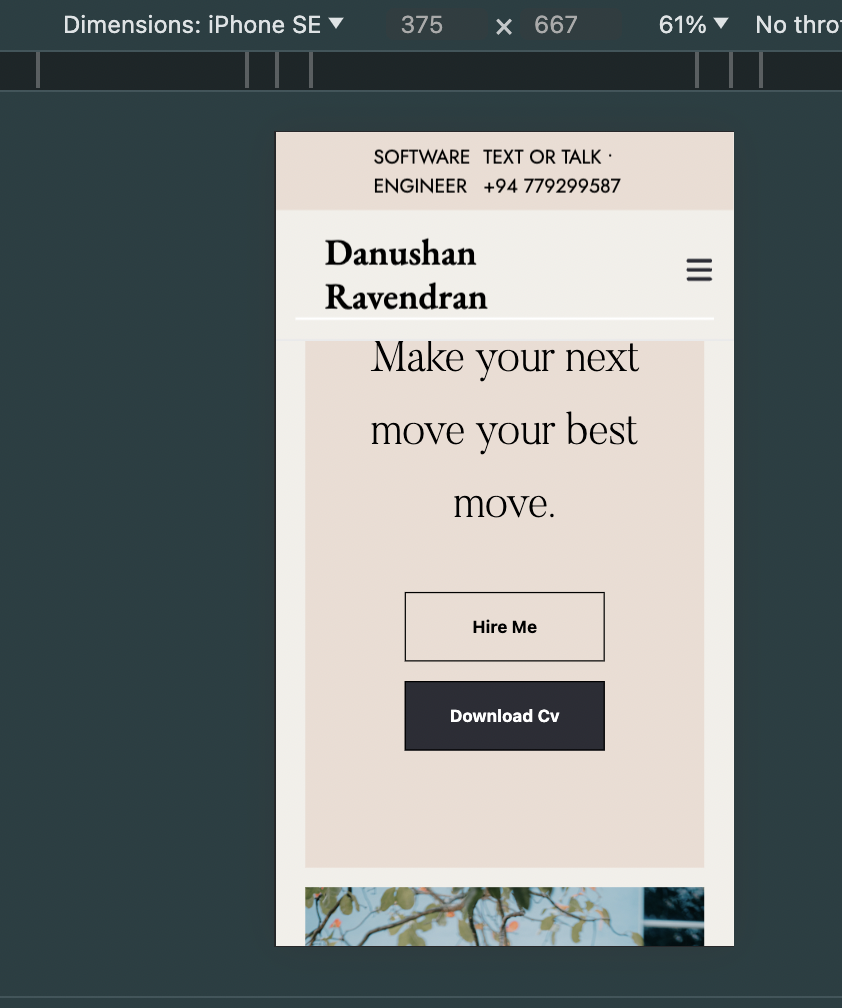 Dimensions: iPhone SE 375 × 667 61% No thro
SOFTWARE TEXT OR TALK ·
ENGINEER +94 779299587
Danushan
Ravendran
Make your next
move your best
move.
Hire Me
Download Cv